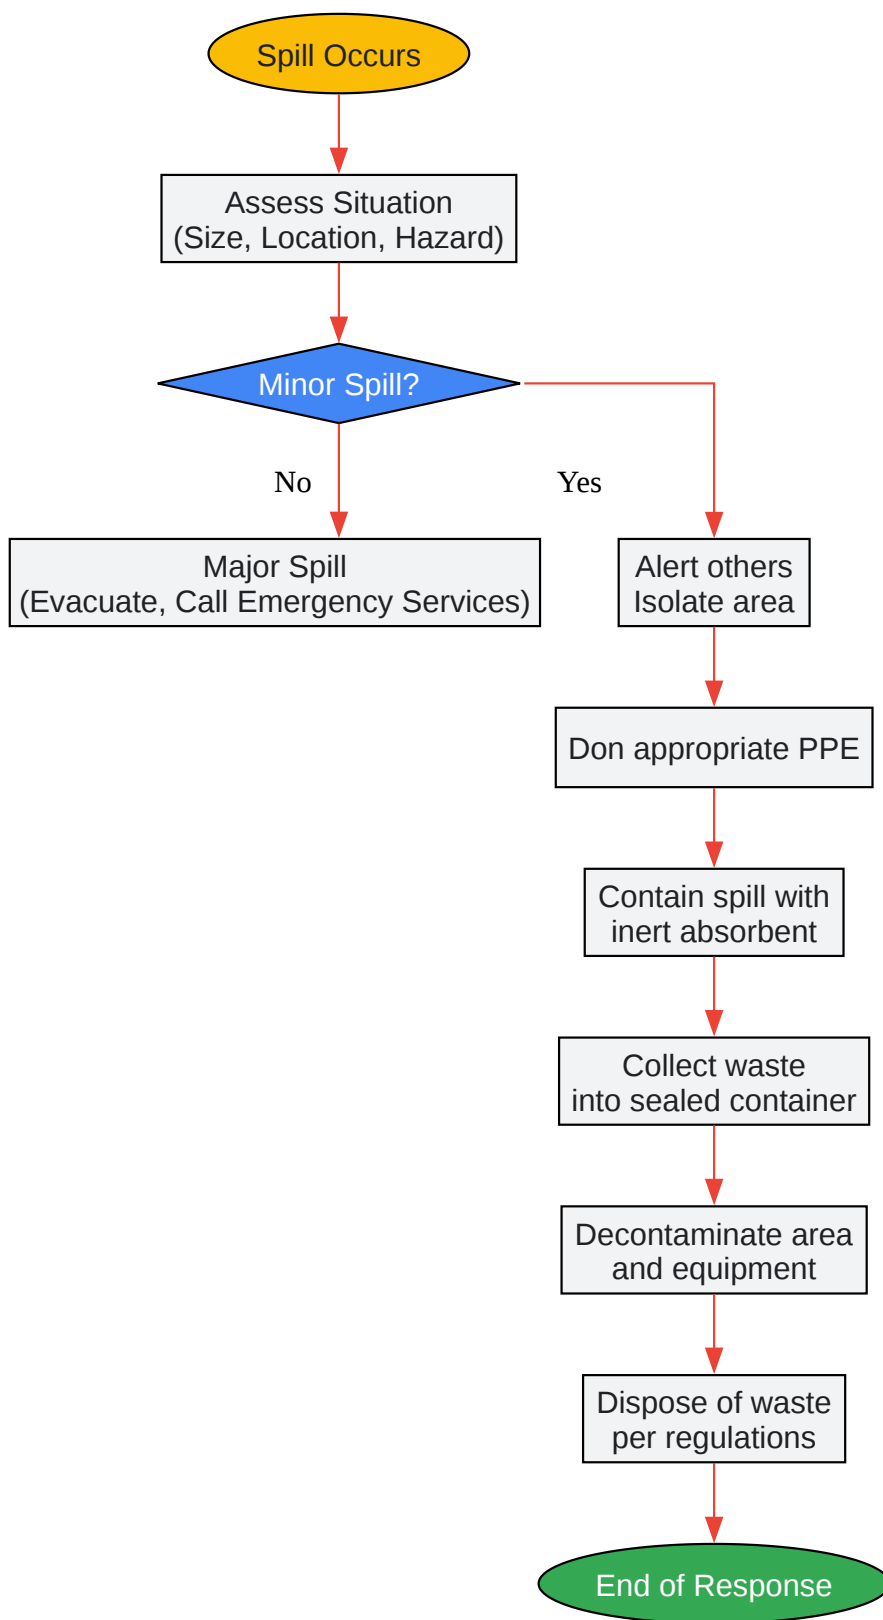 Spill Occurs
Assess Situation
(Size, Location, Hazard)
Minor Spill?
No
Yes
Major Spill
(Evacuate, Call Emergency Services)
Alert others
Isolate area
Don appropriate PPE
Contain spill with
inert absorbent
Collect waste
into sealed container
Decontaminate area
and equipment
Dispose of waste
per regulations
End of Response